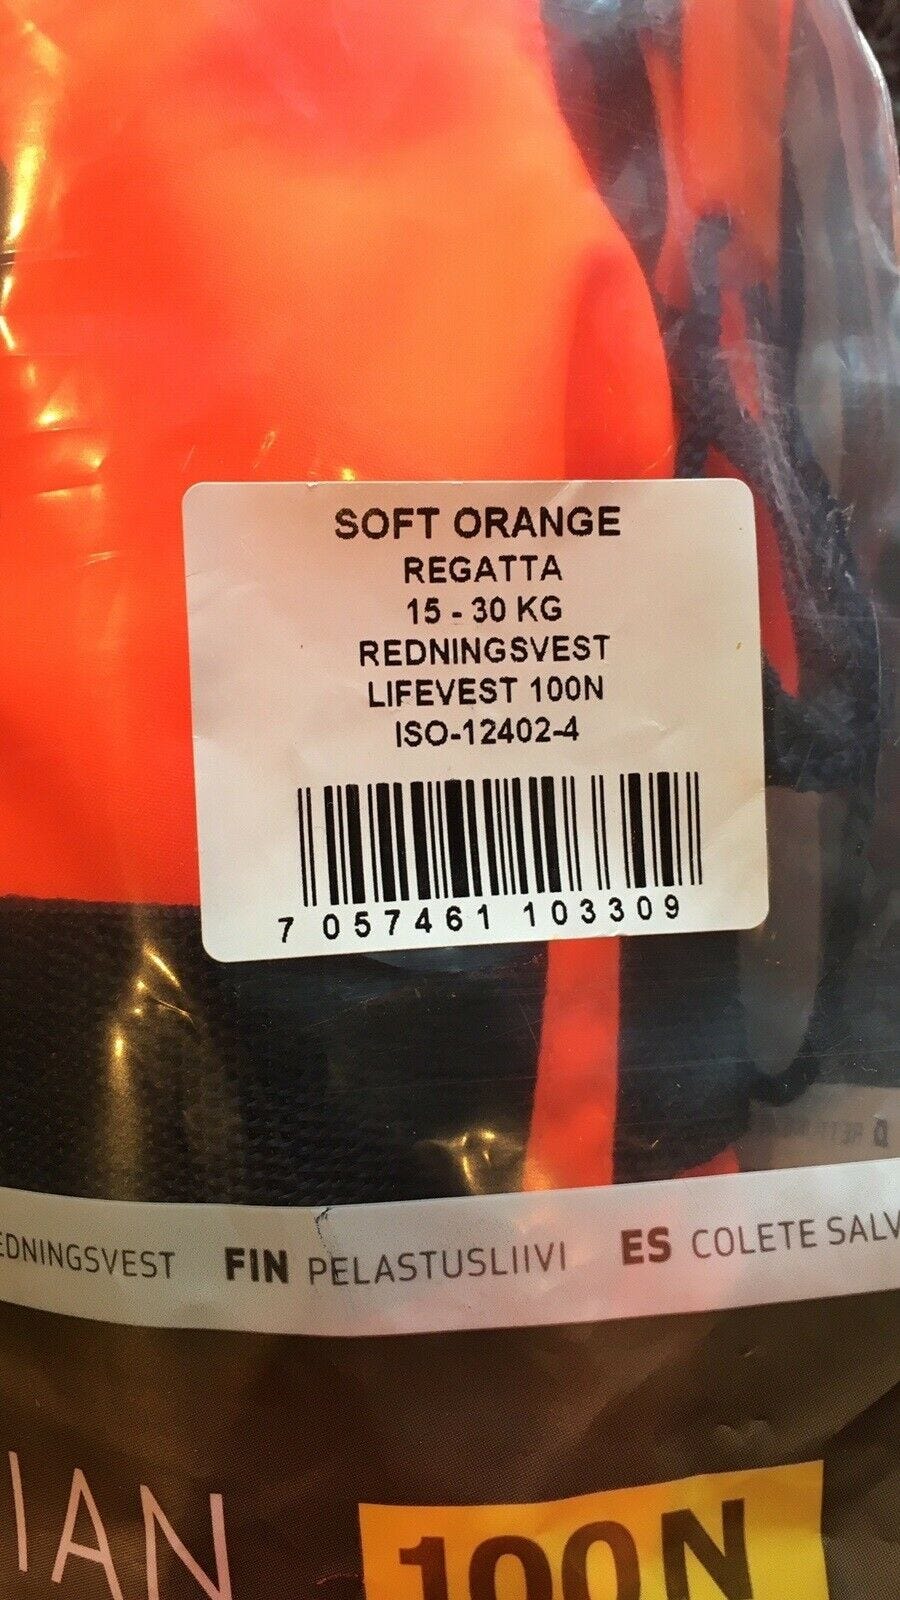 SOFT ORANGE
REGATTA
15 - 30 KG
REDNINGSVEST
LIFEVEST 100N
ISO-12402-4
7 057461 103309
EDNINGSVEST FIN PELASTUSLIIVI ES COLETE SALV
IAN
100N